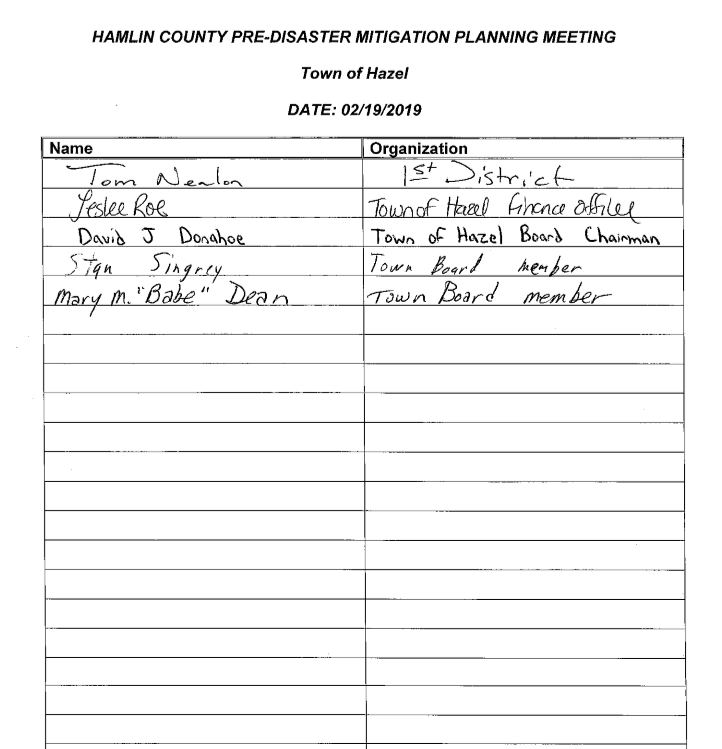 HAMLIN COUNTY PRE-DISASTER MITIGATION PLANNING MEETING
Town of Hazel
DATE: 02/19/2019
Name Organization
Tom Nealon 1st District
Leslee Roe Town of Hazel Finance Officer
David J Donahoe Town of Hazel Board Chairman
Stan Town Board member
Mary M. "Babe" Dean Town Board member